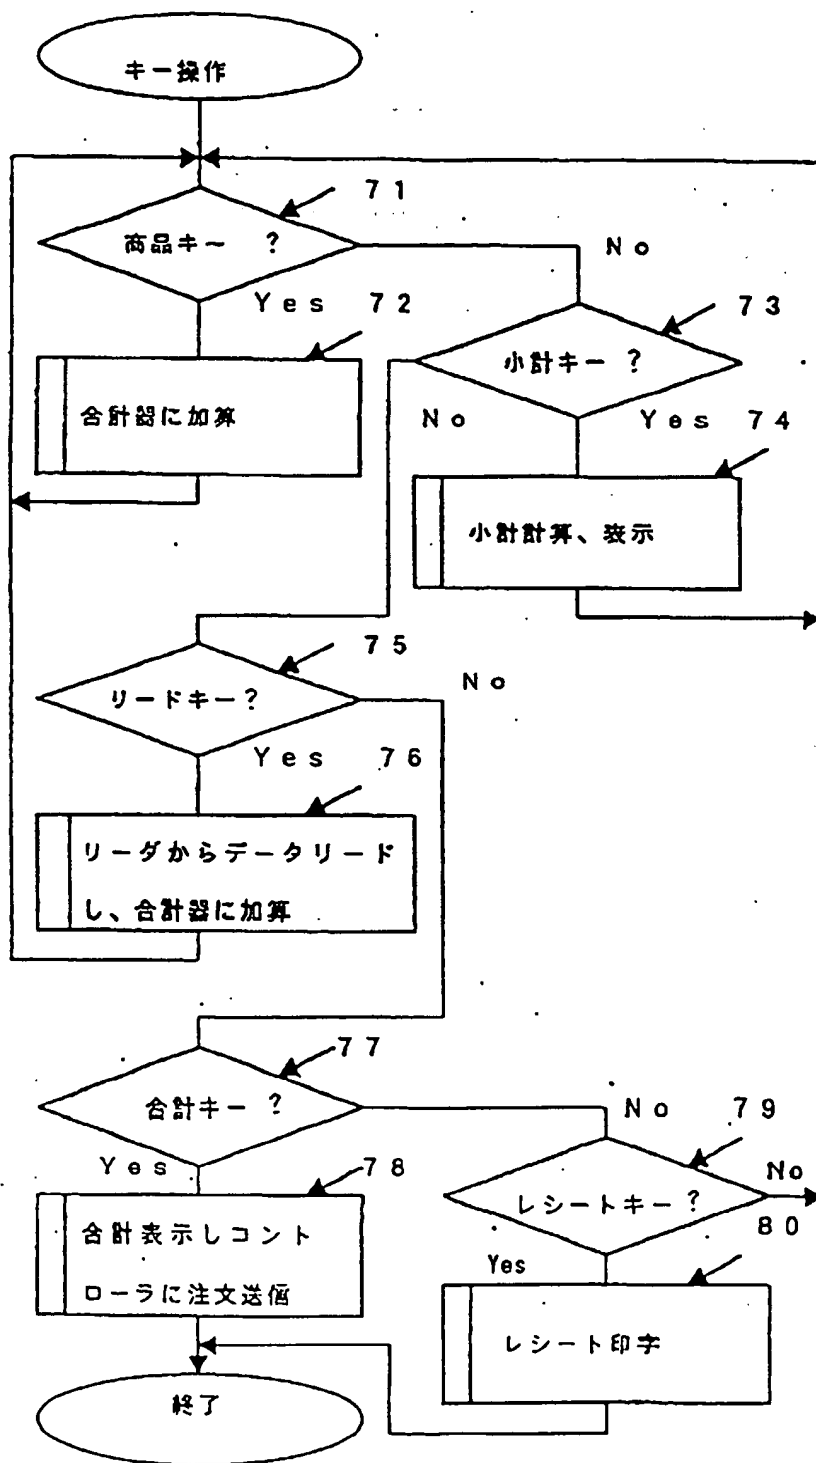 キー操作
71
商品キー ?
No
Yes 72
73
合計器に加算
小計キー ?
No
Yes 74
小計計算、表示
75
リードキー?
No
Yes 76
リーダからデータリード
し、合計器に加算
77
合計キー ?
No 79
Yes 78
レシートキー?
No
80
合計表示しコント
ローラに注文送信
Yes
レシート印字
終了